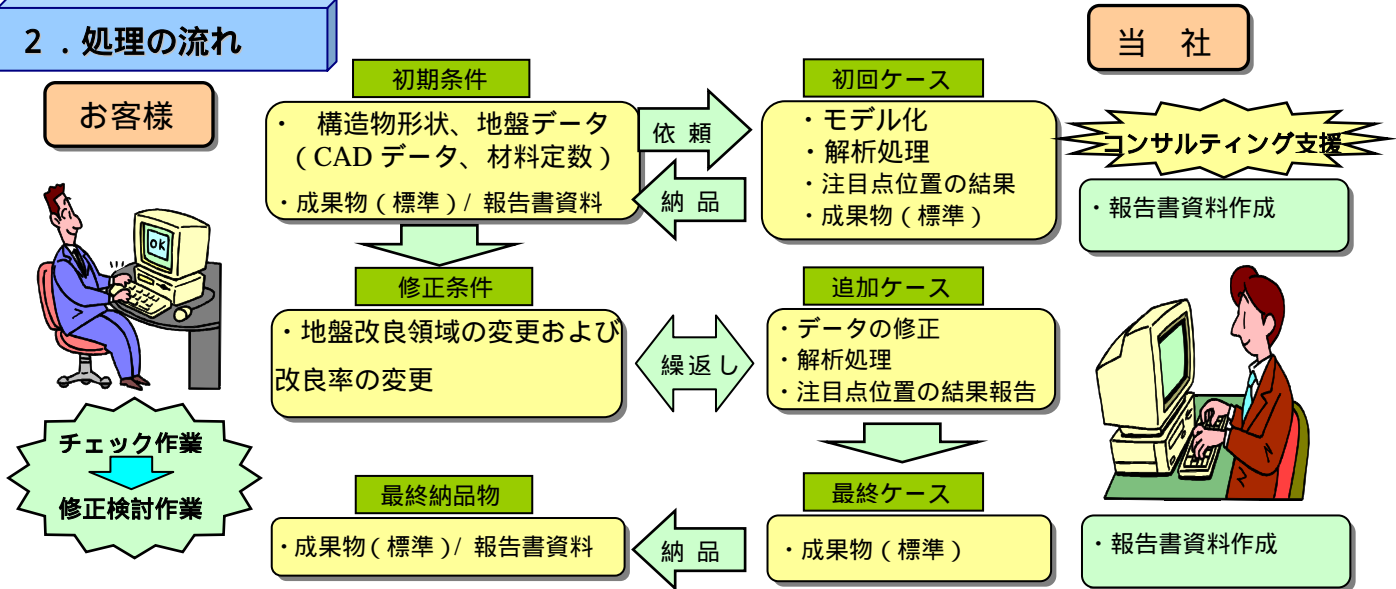 ２．処理の流れ
当　社
お客様
初期条件
・　構造物形状、地盤データ
（CAD データ、材料定数）
・成果物（標準）/ 報告書資料
依 頼
納 品
初回ケース
・モデル化
・解析処理
・注目点位置の結果
・成果物（標準）
コンサルティング支援
・報告書資料作成
OK
修正条件
・地盤改良領域の変更および
改良率の変更
繰返し
追加ケース
・データの修正
・解析処理
・注目点位置の結果報告
チェック作業
修正検討作業
最終納品物
・成果物（標準）/ 報告書資料
納 品
最終ケース
・成果物（標準）
・報告書資料作成